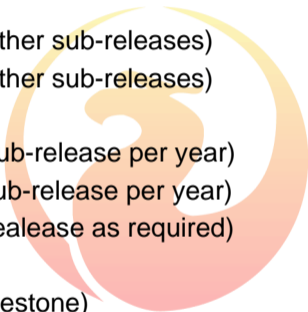 ther sub-releases)
ther sub-releases)
ub-release per year)
ub-release per year)
ealease as required)
estone)